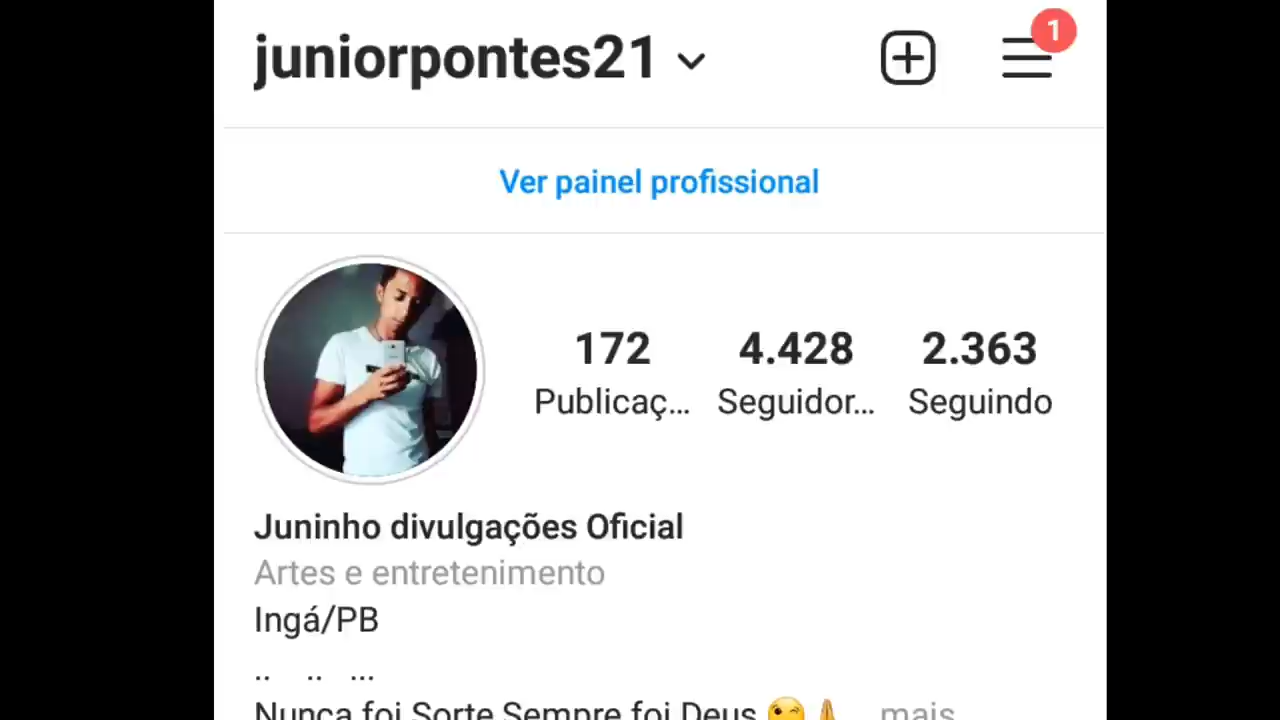 juniorpontes21
1
Ver painel profissional
172 4.428 2.363
Publicaç... Seguidor... Seguindo
Juninho divulgações Oficial
Artes e entretenimento
Ingá/PB
.. .. ...
Nunca foi Sorte Sempre foi Deus 😉🙏 mais